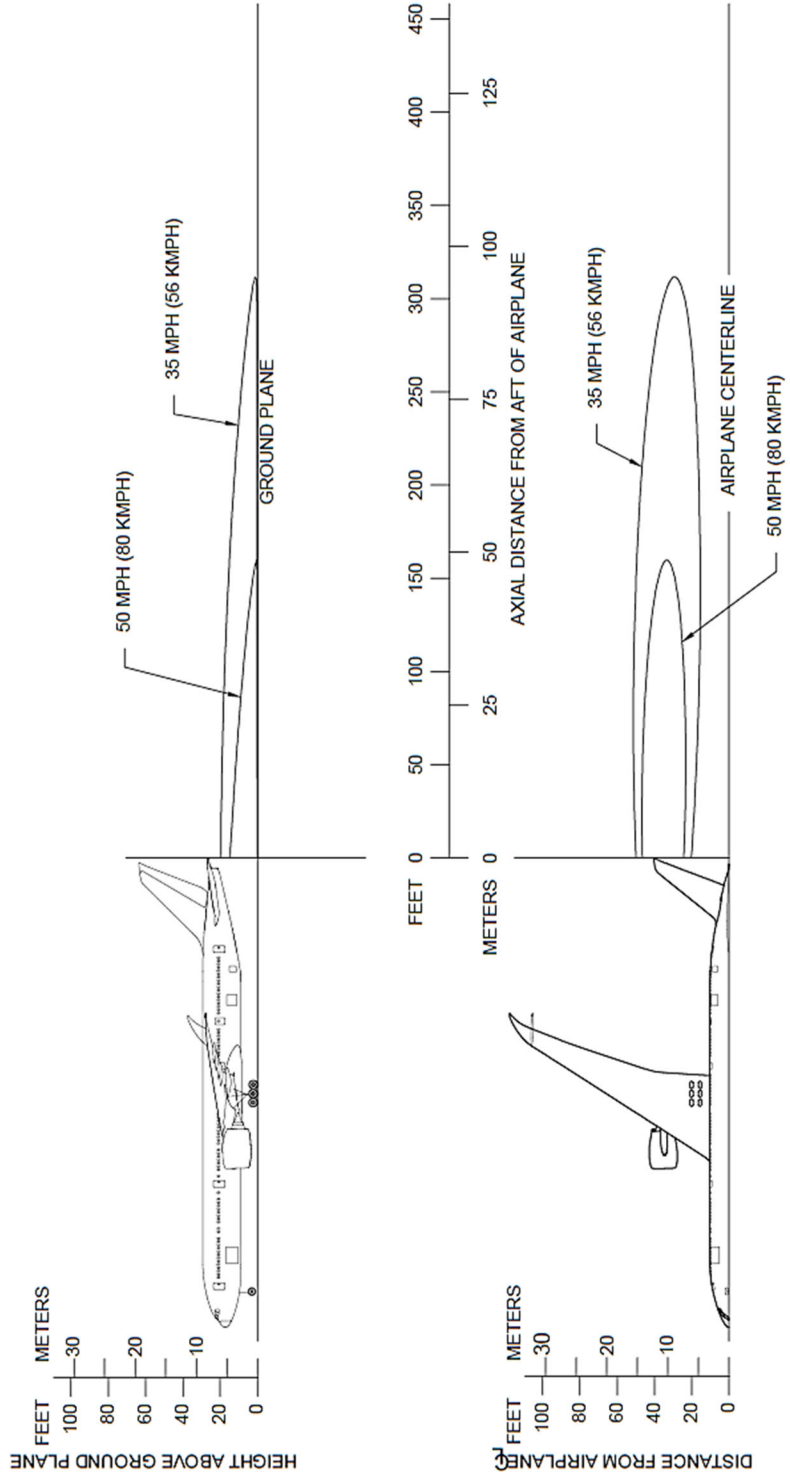 HEIGHT ABOVE GROUND PLANE
FEET
100
80
60
40
20
0
METERS
30
20
10
50 MPH (80 KMPH)
35 MPH (56 KMPH)
GROUND PLANE
FEET
0
50
100
150
200
250
300
350
400
450
METERS
0
25
50
75
100
125
AXIAL DISTANCE FROM AFT OF AIRPLANE
DISTANCE FROM AIRPLANE
FEET
100
80
60
40
20
0
METERS
30
20
10
35 MPH (56 KMPH)
AIRPLANE CENTERLINE
50 MPH (80 KMPH)